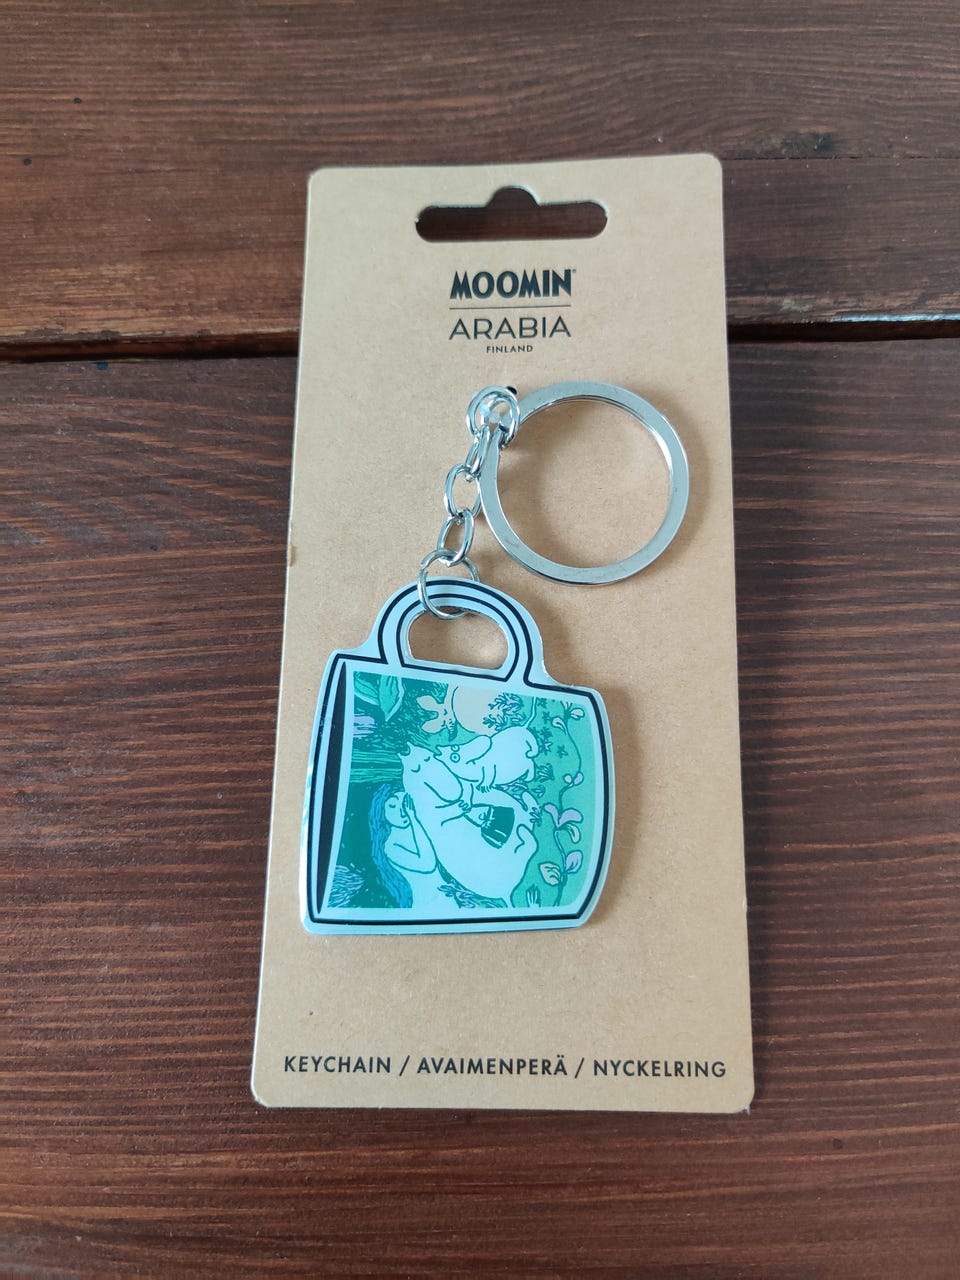 MOOMIN
ARABIA
FINLAND
KEYCHAIN / AVAIMENPERÄ / NYCKELRING